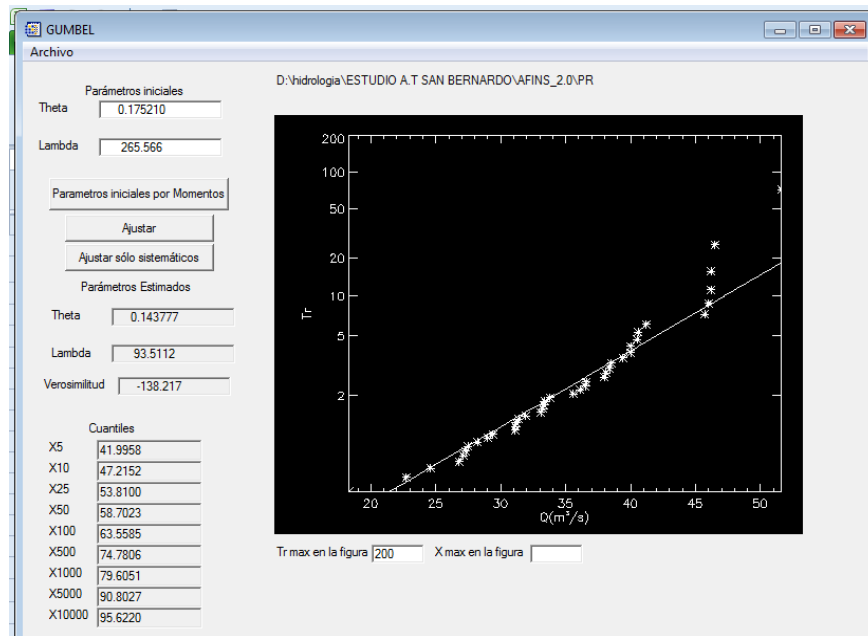 GUMBEL
Archivo
D:\hidrologia\ESTUDIO A.T SAN BERNARDO\AFINS_2.0\PR
Parámetros iniciales
Theta 0.175210
Lambda 265.566
Parametros iniciales por Momentos
Ajustar
Ajustar sólo sistemáticos
Parámetros Estimados
Theta 0.143777
Lambda 93.5112
Verosimilitud -138.217
Cuantiles
X5 41.9958
X10 47.2152
X25 53.8100
X50 58.7023
X100 63.5585
X500 74.7806
X1000 79.6051
X5000 90.8027
X10000 95.6220
200
100
50
20
10
5
2
Tr
20 25 30 35 40 45 50
Q(m³/s)
Tr max en la figura 200 X max en la figura